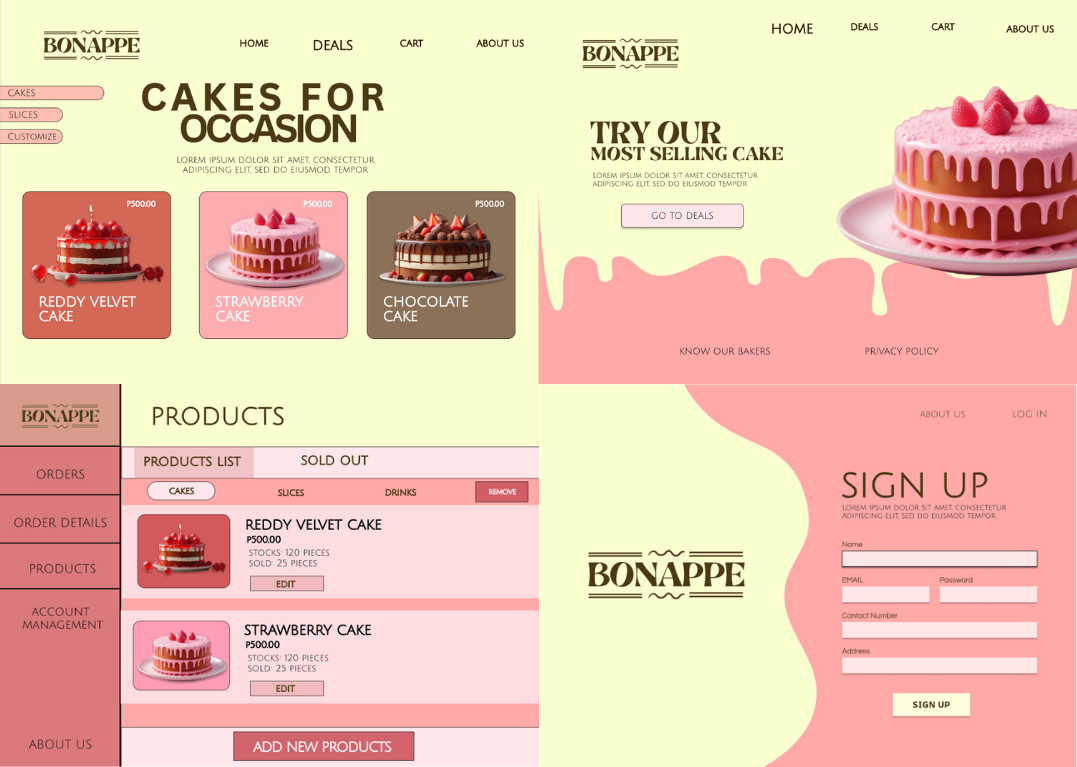 BONAPPE
HOME
DEALS
CART
ABOUT US
CAKES
SLICES
CUSTOMIZE
CAKES FOR
OCCASION
LOREM IPSUM DOLOR SIT AMET, CONSECTETUR
ADIPISCING ELIT, SED DO EIUSMOD TEMPOR
₱500.00
REDDY VELVET
CAKE
₱500.00
STRAWBERRY
CAKE
₱500.00
CHOCOLATE
CAKE
BONAPPE
HOME
DEALS
CART
ABOUT US
TRY OUR
MOST SELLING CAKE
LOREM IPSUM DOLOR SIT AMET, CONSECTETUR
ADIPISCING ELIT, SED DO EIUSMOD TEMPOR
GO TO DEALS
KNOW OUR BAKERS
PRIVACY POLICY
BONAPPE
ORDERS
ORDER DETAILS
PRODUCTS
ACCOUNT
MANAGEMENT
ABOUT US
PRODUCTS
PRODUCTS LIST
SOLD OUT
CAKES
SLICES
DRINKS
REMOVE
REDDY VELVET CAKE
₱500.00
STOCKS: 120 PIECES
SOLD: 25 PIECES
EDIT
STRAWBERRY CAKE
₱500.00
STOCKS: 120 PIECES
SOLD: 25 PIECES
EDIT
ADD NEW PRODUCTS
BONAPPE
ABOUT US
LOG IN
SIGN UP
LOREM IPSUM DOLOR SIT AMET, CONSECTETUR
ADIPISCING ELIT, SED DO EIUSMOD TEMPOR
Name
EMAIL
Password
Contact Number
Address
SIGN UP